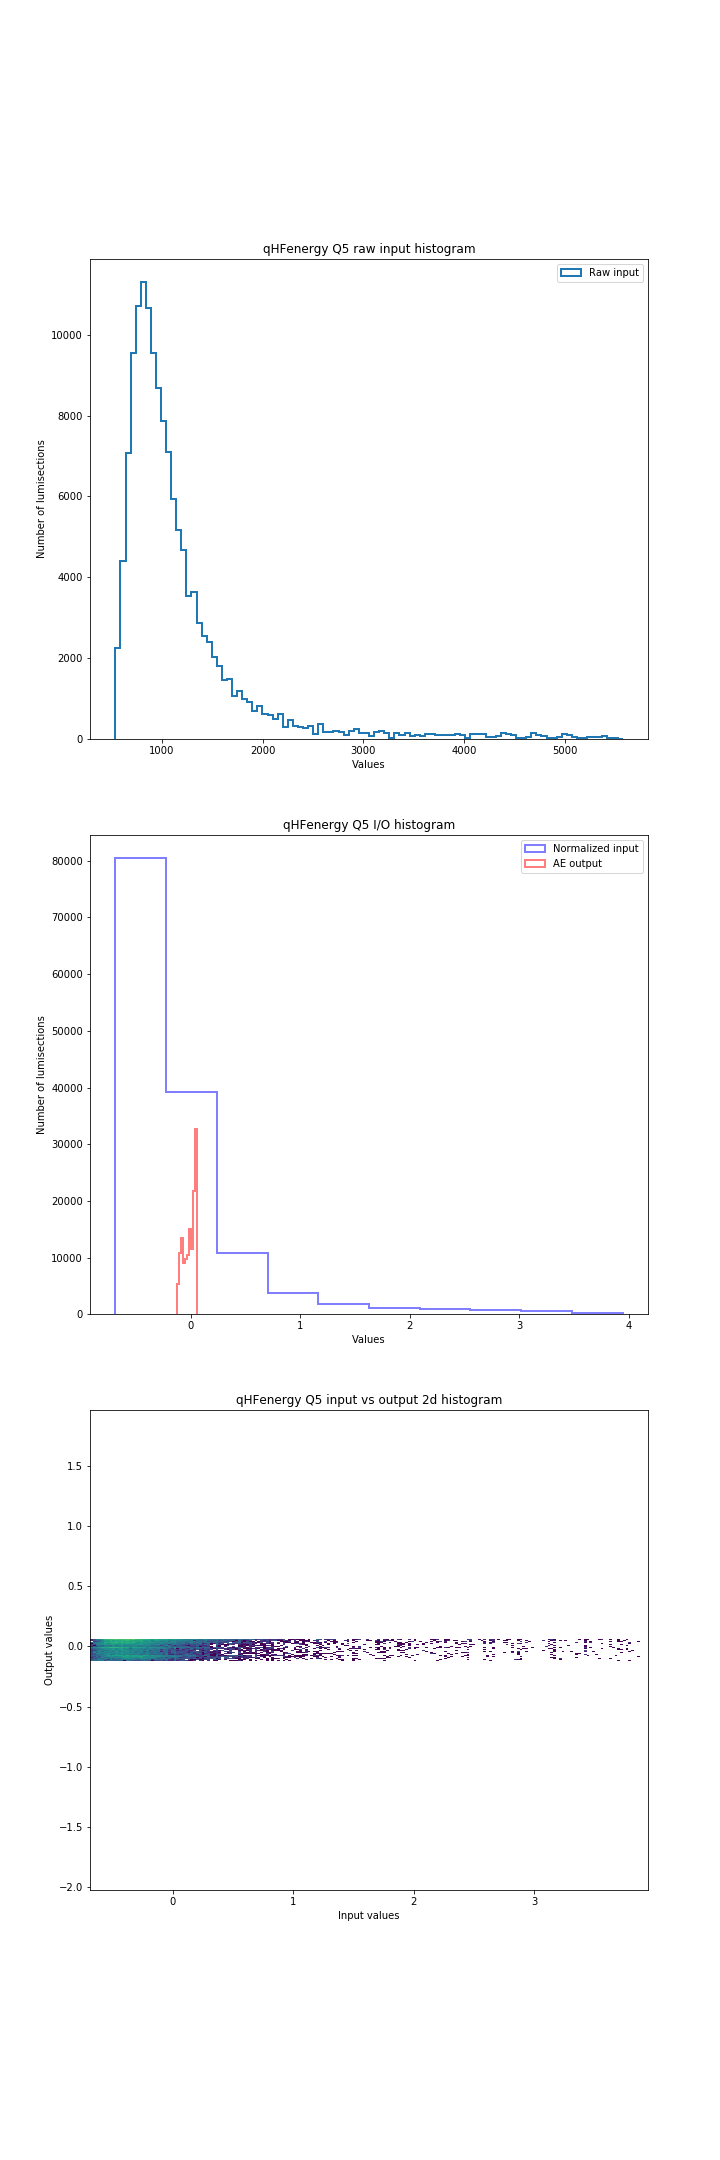 qHFenergy Q5 raw input histogram
Raw input
10000
8000
6000
4000
2000
0
Number of lumisections
1000 2000 3000 4000 5000
Values
qHFenergy Q5 I/O histogram
Normalized input
AE output
80000
70000
60000
50000
40000
30000
20000
10000
0
Number of lumisections
0 1 2 3 4
Values
qHFenergy Q5 input vs output 2d histogram
1.5
1.0
0.5
0.0
−0.5
−1.0
−1.5
−2.0
Output values
0 1 2 3
Input values